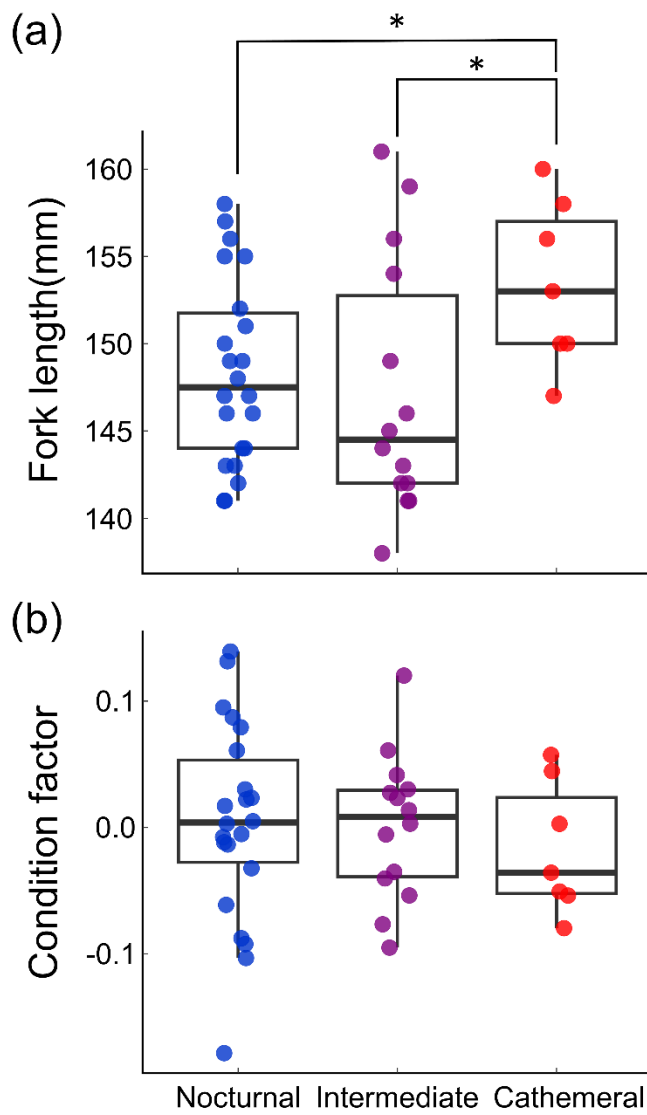 (a)
*
*
Fork length(mm)
160
155
150
145
140
(b)
Condition factor
0.1
0.0
-0.1
Nocturnal Intermediate Cathemeral